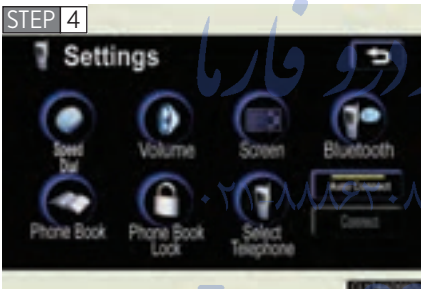 STEP 4
Settings
Speed Dial
Volume
Screen
Bluetooth
Phone Book
Phone Book Lock
Select Telephone
Auto Connect
Connect